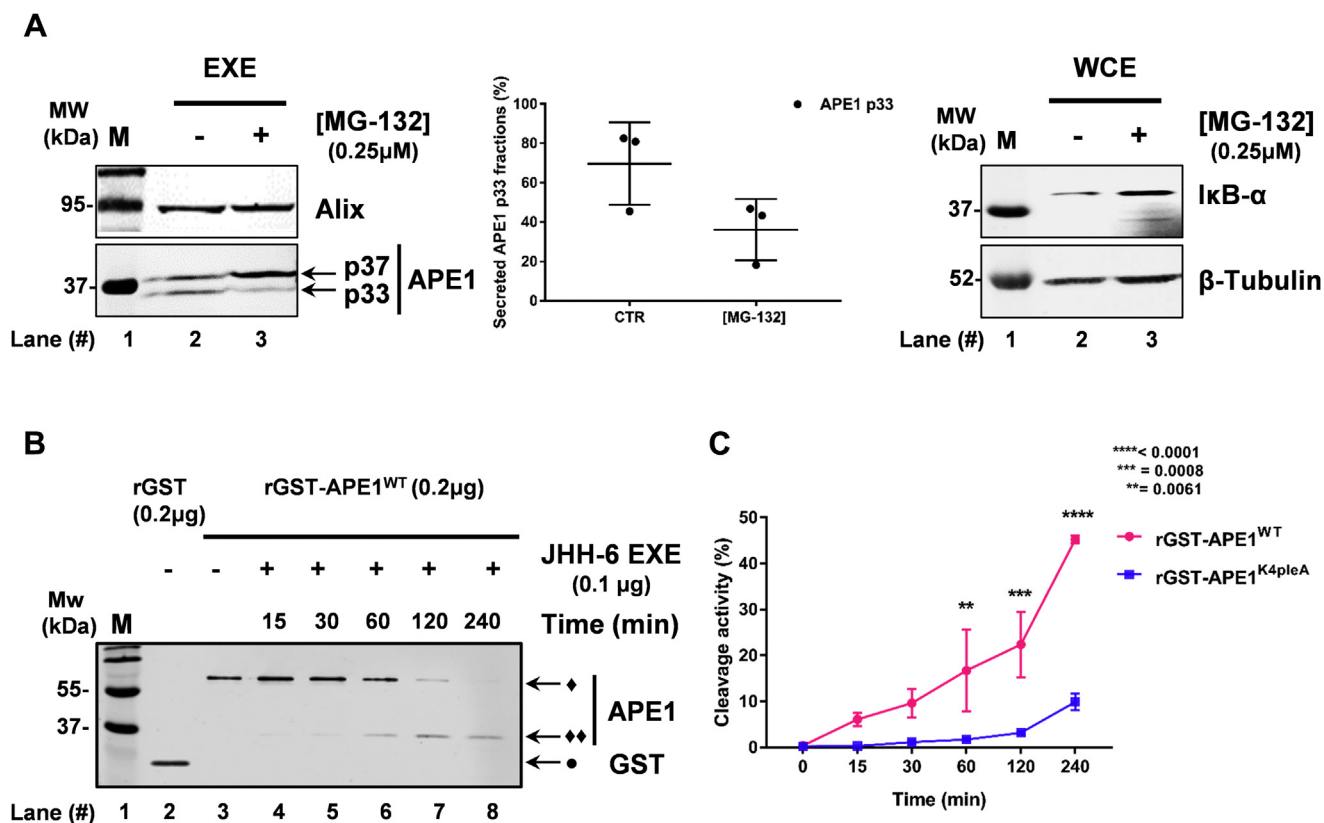 A
EXE
MW
(kDa)
M
-
+
[MG-132]
(0.25µM)
95-
Alix
37-
p37
p33
APE1
Lane (#)
1
2
3
Secreted APE1 p33 fractions (%)
100
80
60
40
20
0
CTR
[MG-132]
APE1 p33
WCE
MW
(kDa)
M
-
+
[MG-132]
(0.25µM)
37
IκB-α
52-
β-Tubulin
Lane (#)
1
2
3
B
rGST
(0.2µg)
rGST-APE1WT (0.2µg)
- - + + + + +
JHH-6 EXE
(0.1 µg)
Mw
(kDa)
M
15 30 60 120 240
Time (min)
55-
37-
APE1
GST
Lane (#)
1 2 3 4 5 6 7 8
C
****< 0.0001
*** = 0.0008
**= 0.0061
Cleavage activity (%)
50
40
30
20
10
0
**
***
****
rGST-APE1WT
rGST-APE1K4pleA
0 15 30 60 120 240
Time (min)